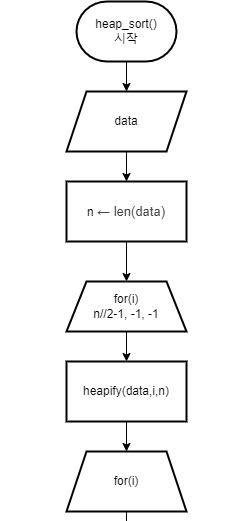 heap_sort()
시작
data
n ← len(data)
for(i)
n//2-1, -1, -1
heapify(data,i,n)
for(i)